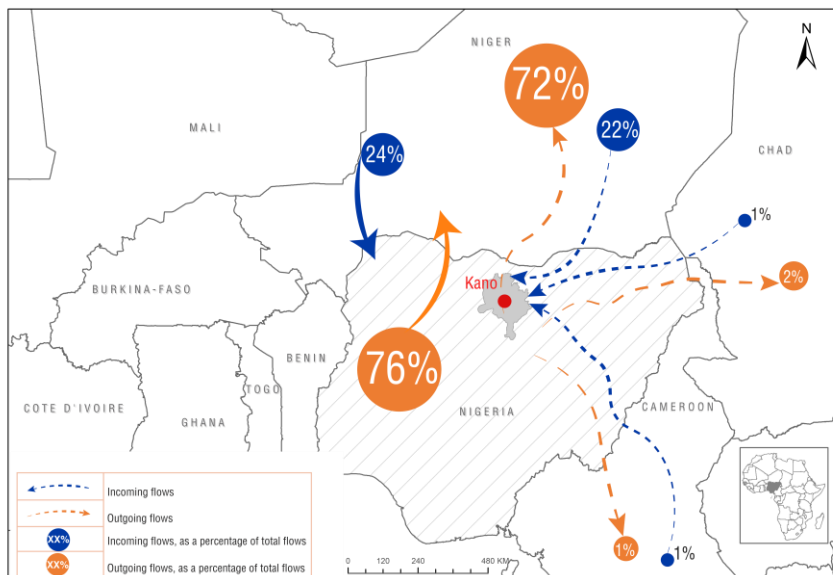 N
NIGER
72%
MALI
22%
24%
CHAD
1%
Kano
2%
BURKINA-FASO
76%
BENIN
TOGO
COTE D'IVOIRE
GHANA
NIGERIA
CAMEROON
Incoming flows
Outgoing flows
XX% Incoming flows, as a percentage of total flows
XX% Outgoing flows, as a percentage of total flows
1%
1%
0 60 120 240 360 480 KM